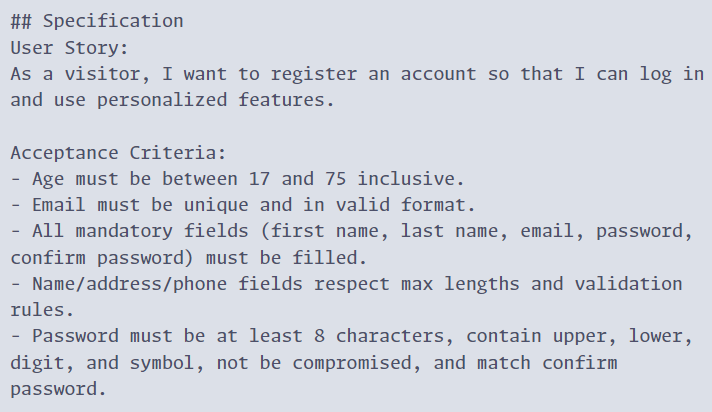 ## Specification
User Story:
As a visitor, I want to register an account so that I can log in
and use personalized features.
Acceptance Criteria:
- Age must be between 17 and 75 inclusive.
- Email must be unique and in valid format.
- All mandatory fields (first name, last name, email, password,
confirm password) must be filled.
- Name/address/phone fields respect max lengths and validation
rules.
- Password must be at least 8 characters, contain upper, lower,
digit, and symbol, not be compromised, and match confirm
password.